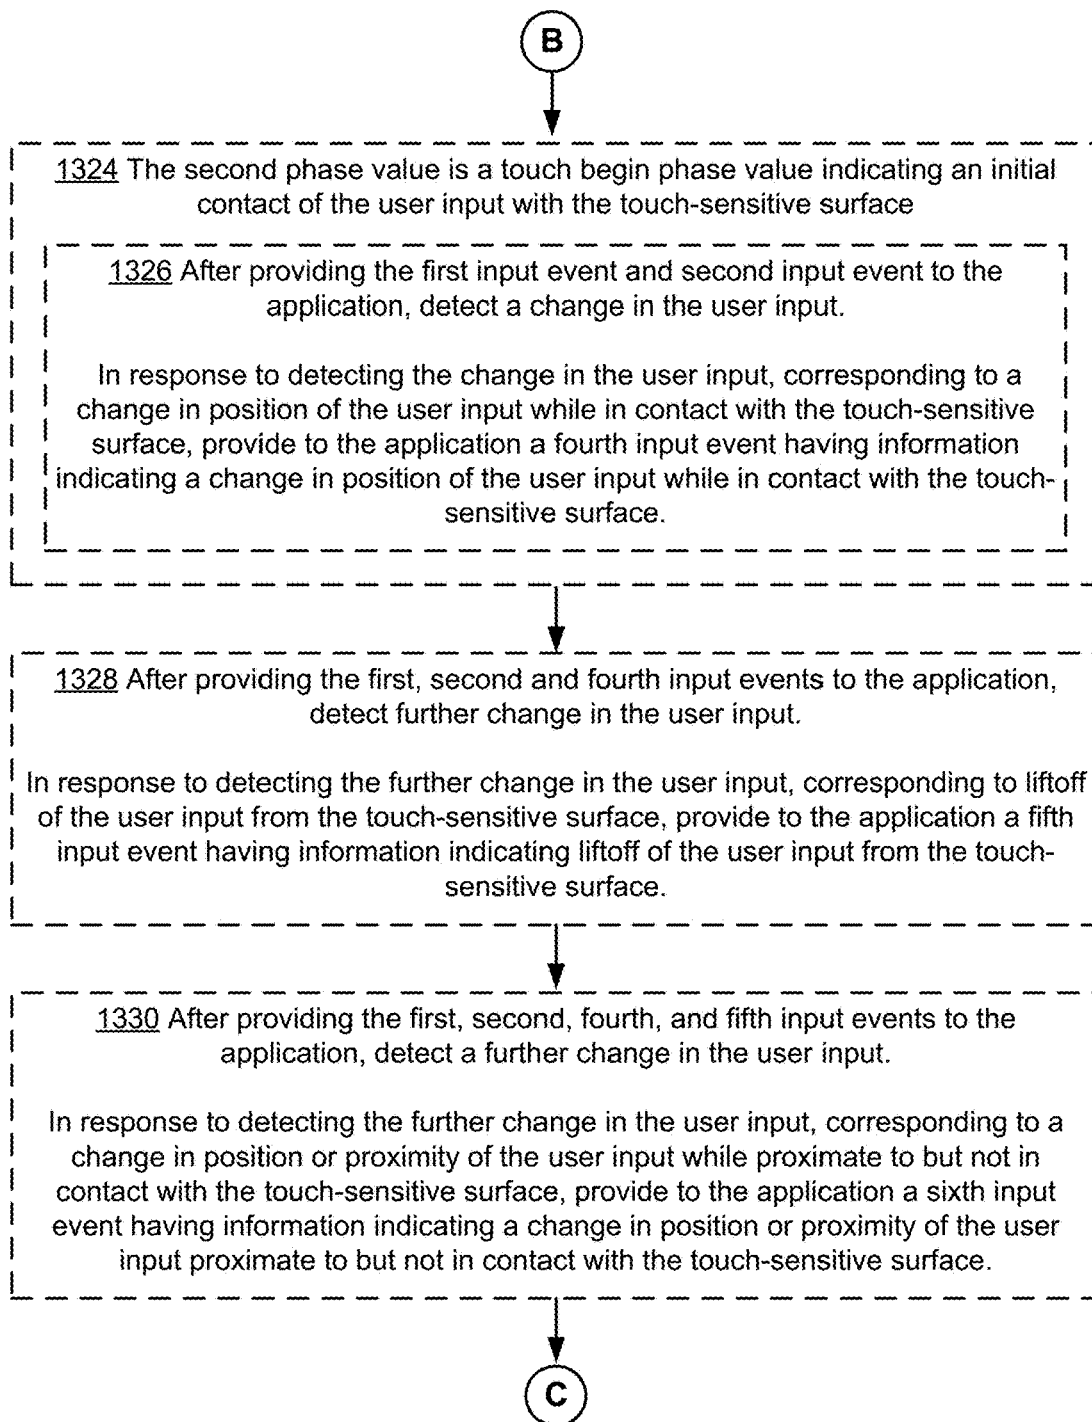 B
1324 The second phase value is a touch begin phase value indicating an initial
contact of the user input with the touch-sensitive surface
1326 After providing the first input event and second input event to the
application, detect a change in the user input.
In response to detecting the change in the user input, corresponding to a
change in position of the user input while in contact with the touch-sensitive
surface, provide to the application a fourth input event having information
indicating a change in position of the user input while in contact with the touch-
sensitive surface.
1328 After providing the first, second and fourth input events to the application,
detect further change in the user input.
In response to detecting the further change in the user input, corresponding to liftoff
of the user input from the touch-sensitive surface, provide to the application a fifth
input event having information indicating liftoff of the user input from the touch-
sensitive surface.
1330 After providing the first, second, fourth, and fifth input events to the
application, detect a further change in the user input.
In response to detecting the further change in the user input, corresponding to a
change in position or proximity of the user input while proximate to but not in
contact with the touch-sensitive surface, provide to the application a sixth input
event having information indicating a change in position or proximity of the user
input proximate to but not in contact with the touch-sensitive surface.
C